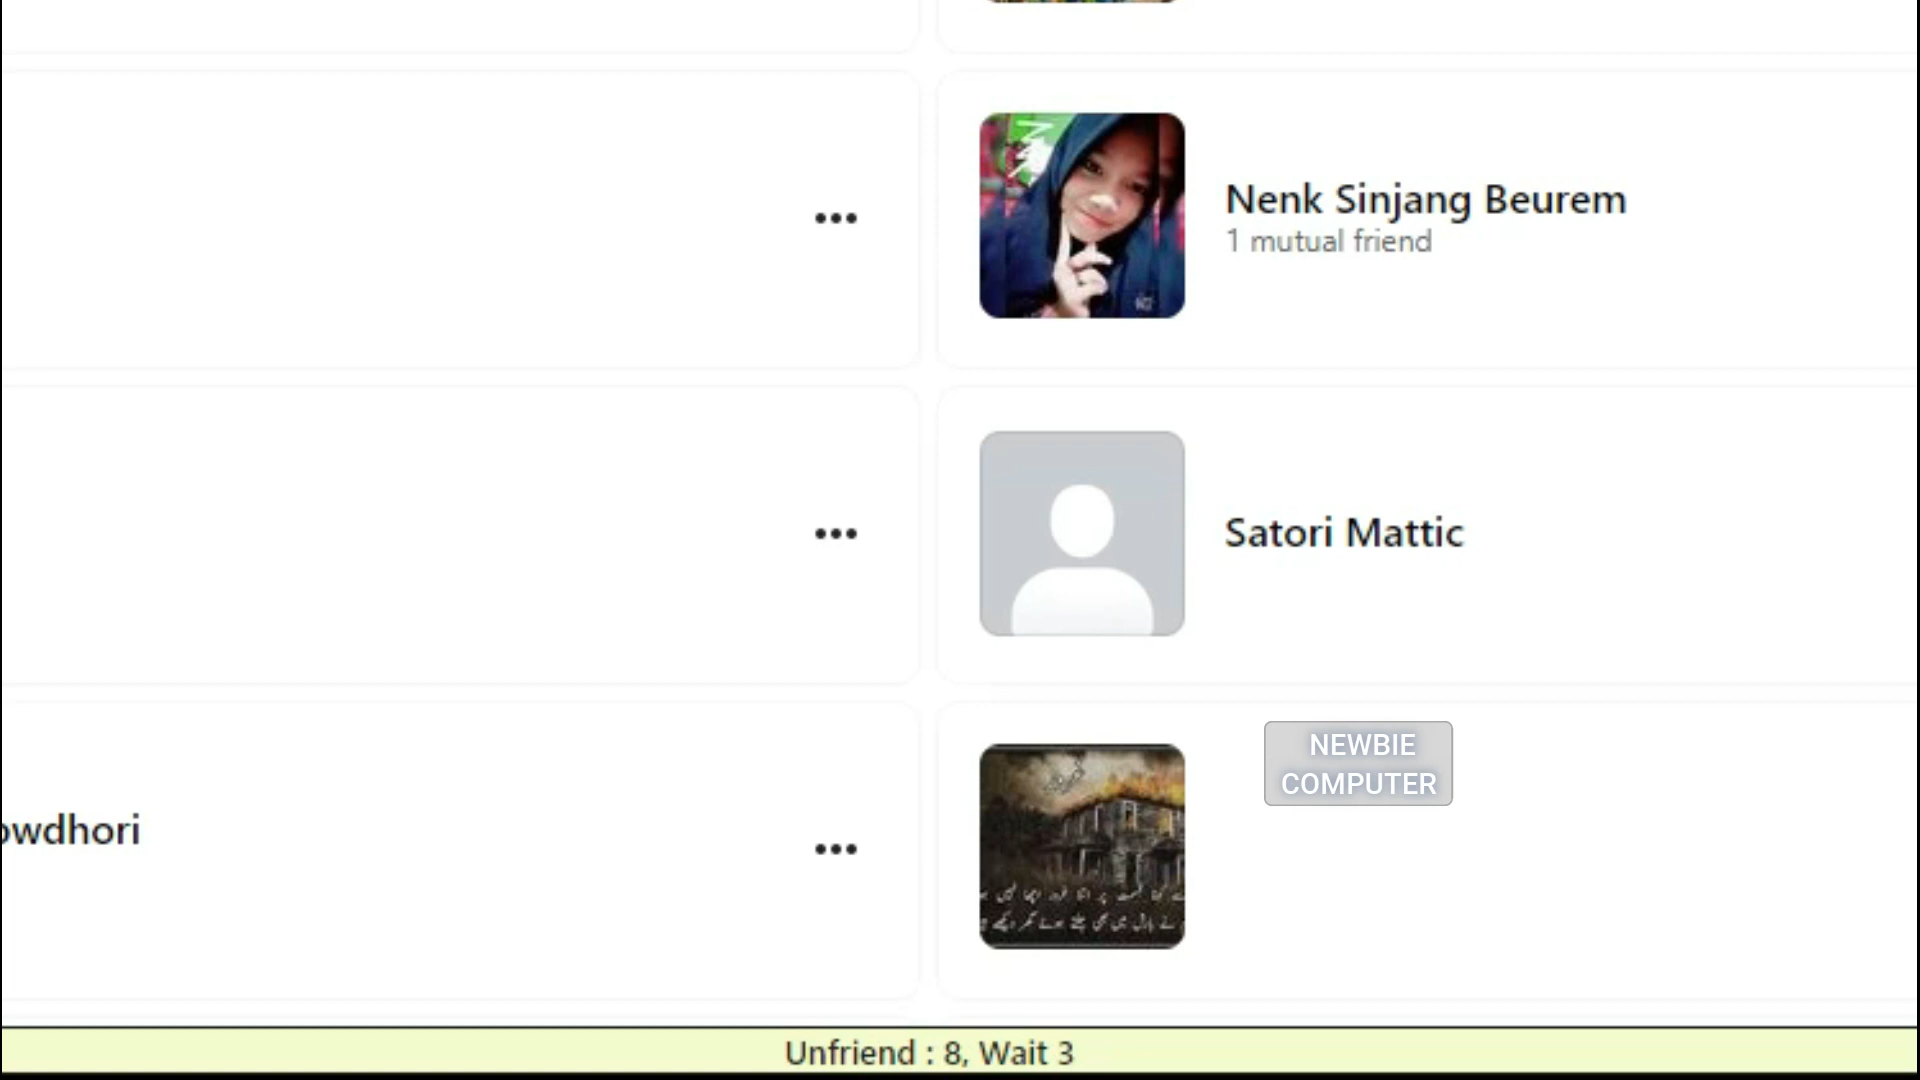 Nenk Sinjang Beurem
1 mutual friend
Satori Mattic
NEWBIE
COMPUTER
owdhori
Unfriend : 8, Wait 3